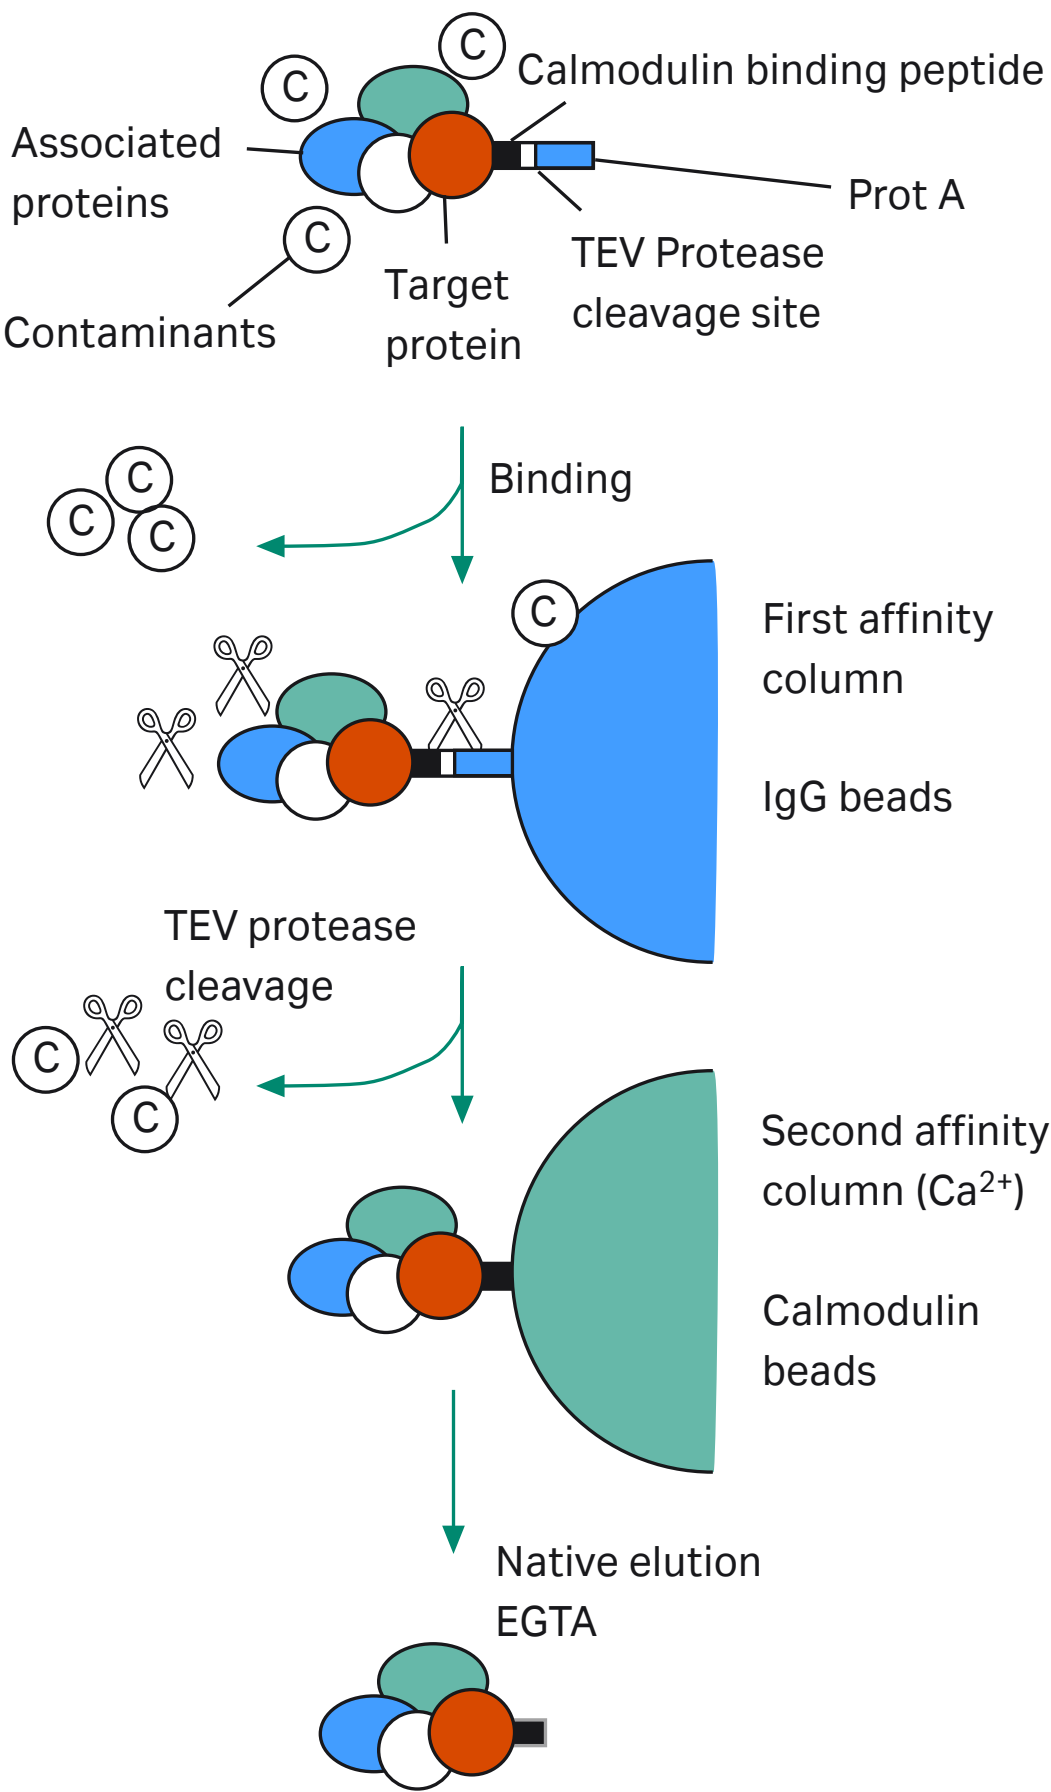 C
C
Calmodulin binding peptide
Associated
proteins
Prot A
C
TEV Protease
cleavage site
Target
protein
Contaminants
C
C
C
Binding
C
First affinity
column
IgG beads
TEV protease
cleavage
C
C
Second affinity
column (Ca²⁺)
Calmodulin
beads
Native elution
EGTA